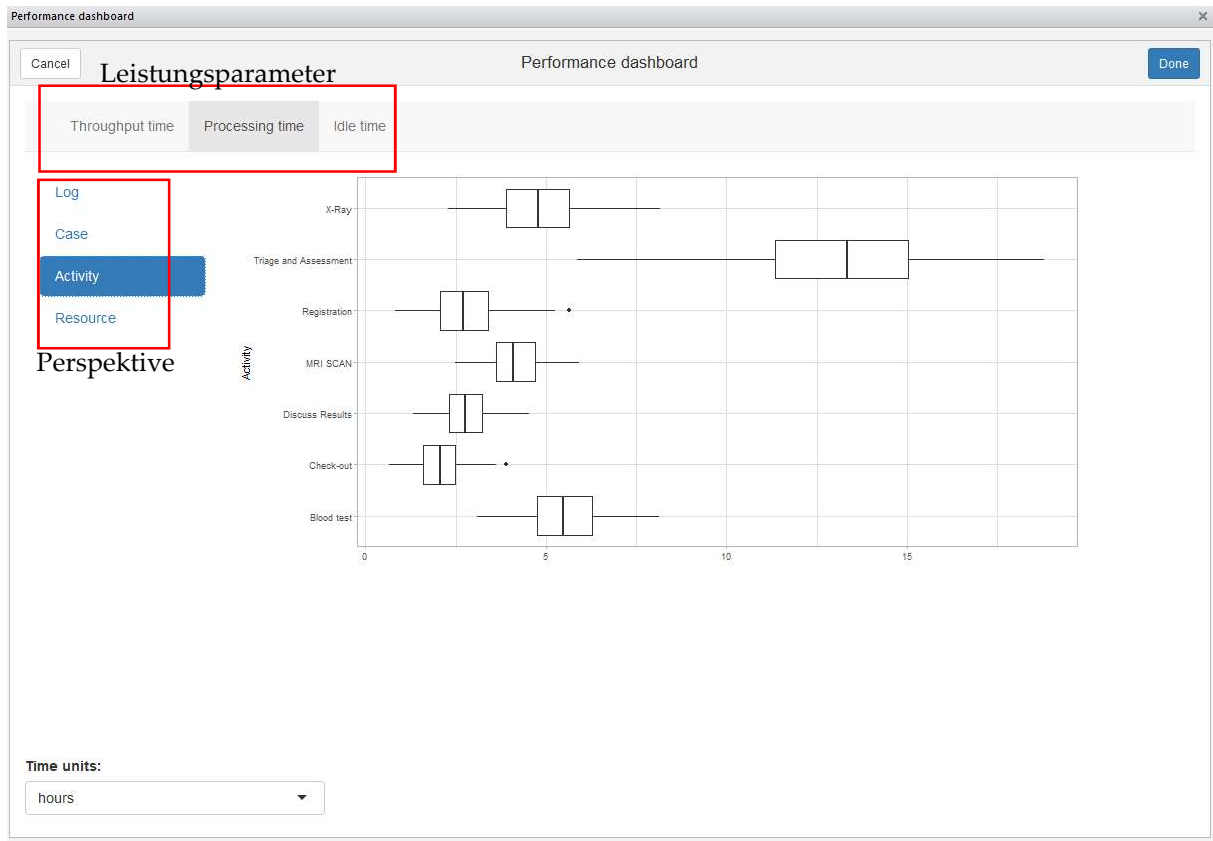 Performance dashboard
Cancel
Performance dashboard
Done
Leistungsparameter
Throughput time Processing time Idle time
Log
Case
Activity
Resource
Perspektive
Activity
X-Ray
Triage and Assessment
Registration
MRI SCAN
Discuss Results
Check-out
Blood test
0 5 10 15
Time units:
hours